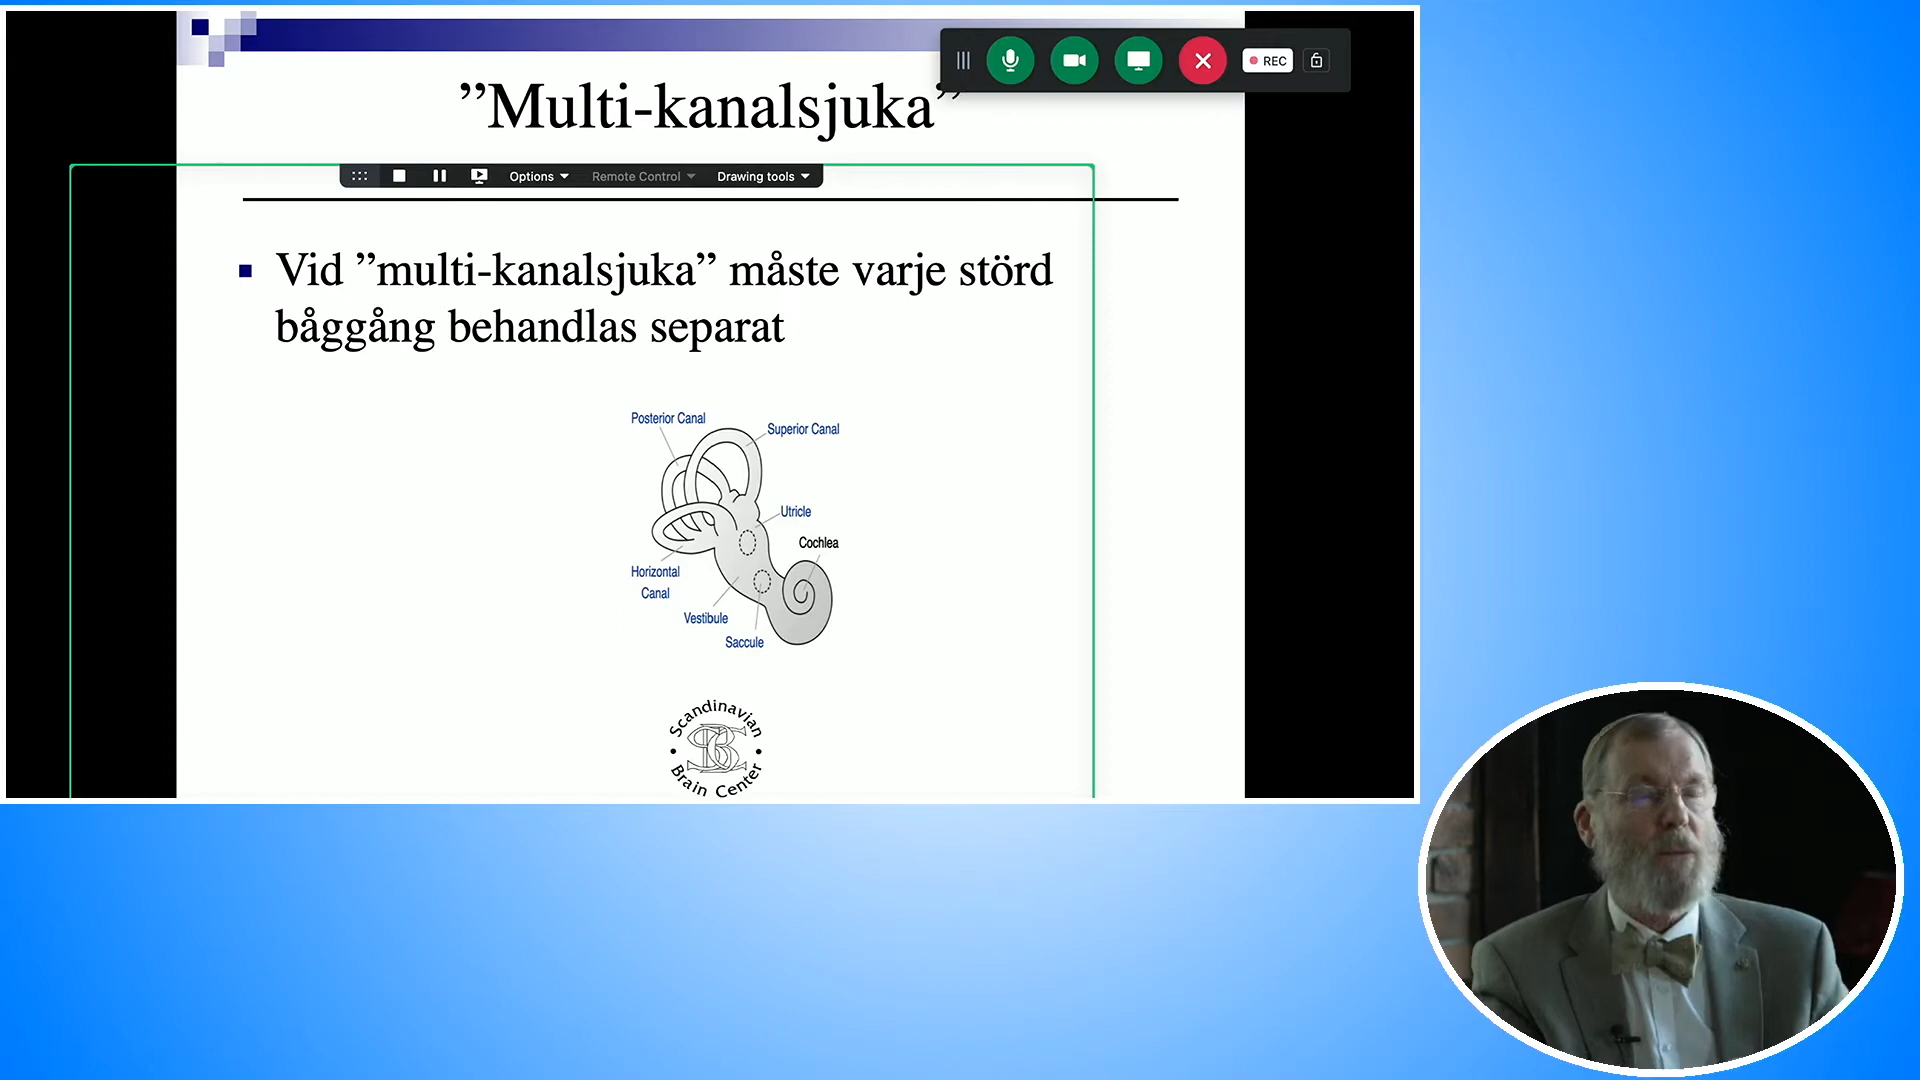 ”Multi-kanalsjuka”
REC
Options
Remote Control
Drawing tools
Vid ”multi-kanalsjuka” måste varje störd
båggång behandlas separat
Posterior Canal
Superior Canal
Utricle
Cochlea
Horizontal
Canal
Vestibule
Saccule
Scandinavian
SBC
Brain Center